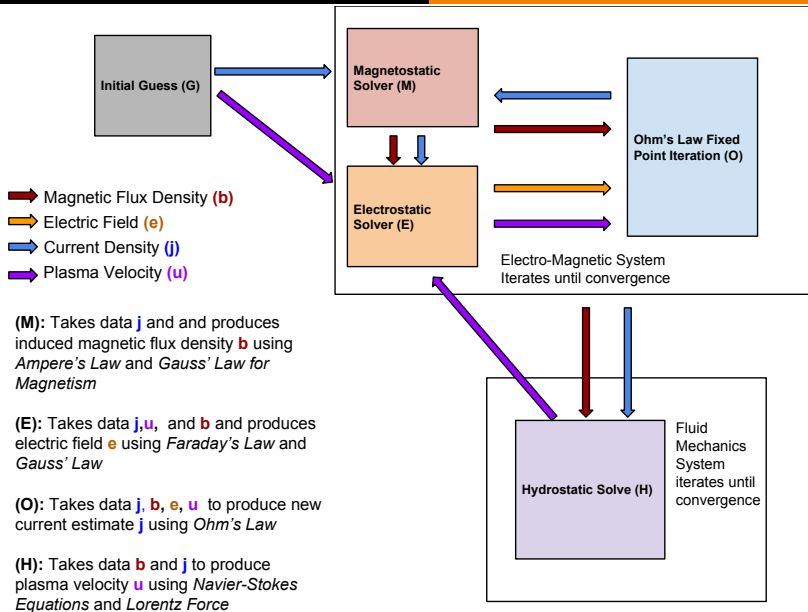 Initial Guess (G)
Magnetostatic
Solver (M)
Ohm's Law Fixed
Point Iteration (O)
Electrostatic
Solver (E)
Magnetic Flux Density (b)
Electric Field (e)
Current Density (j)
Plasma Velocity (u)
Electro-Magnetic System
Iterates until convergence
(M): Takes data j and and produces
induced magnetic flux density b using
Ampere's Law and Gauss' Law for
Magnetism
(E): Takes data j,u, and b and produces
electric field e using Faraday's Law and
Gauss' Law
(O): Takes data j, b, e, u to produce new
current estimate j using Ohm's Law
(H): Takes data b and j to produce
plasma velocity u using Navier-Stokes
Equations and Lorentz Force
Hydrostatic Solve (H)
Fluid
Mechanics
System
iterates until
convergence